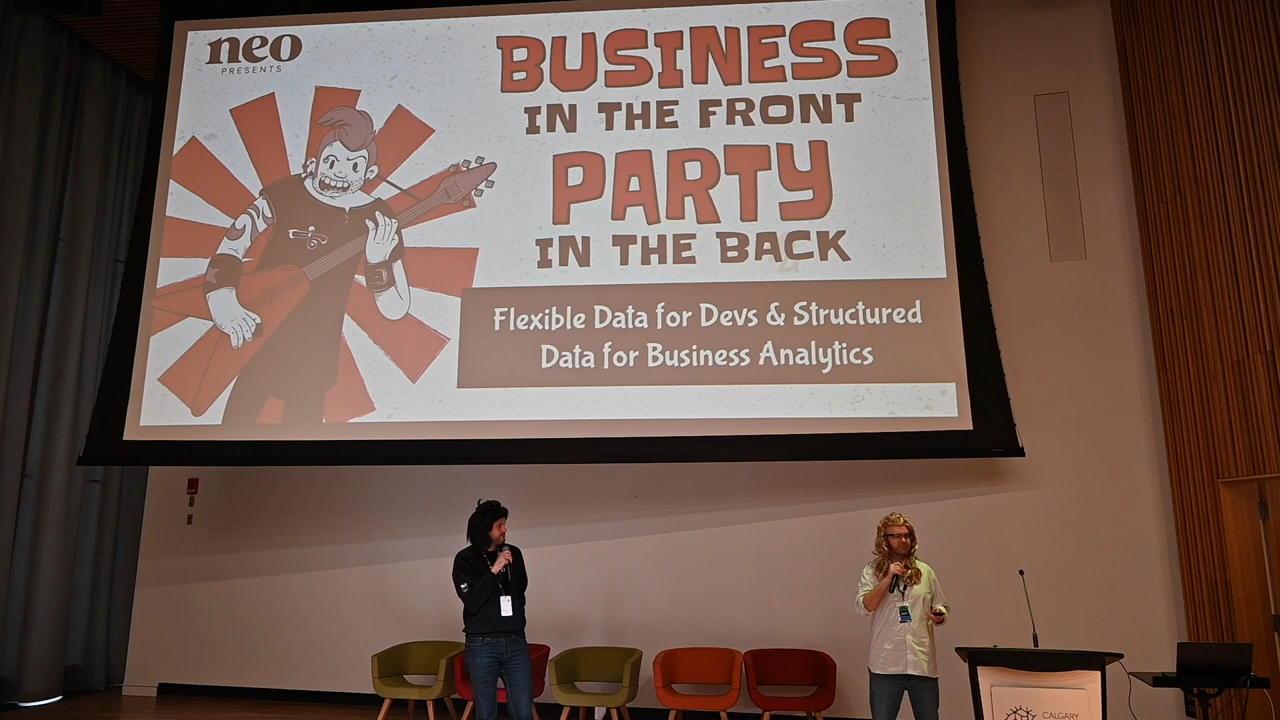 neo
PRESENTS
BUSINESS
IN THE FRONT
PARTY
IN THE BACK
Flexible Data for Devs & Structured
Data for Business Analytics
CALGARY